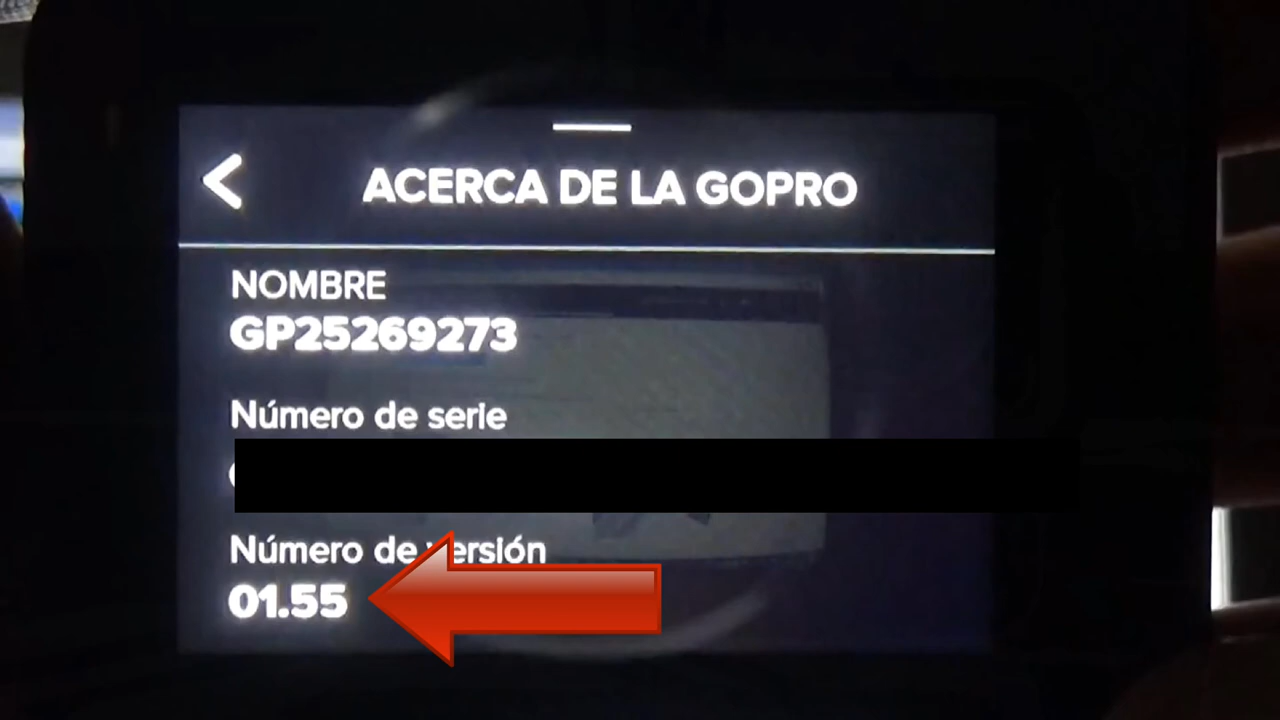 ACERCA DE LA GOPRO
NOMBRE
GP25269273
Número de serie
Número de versión
01.55